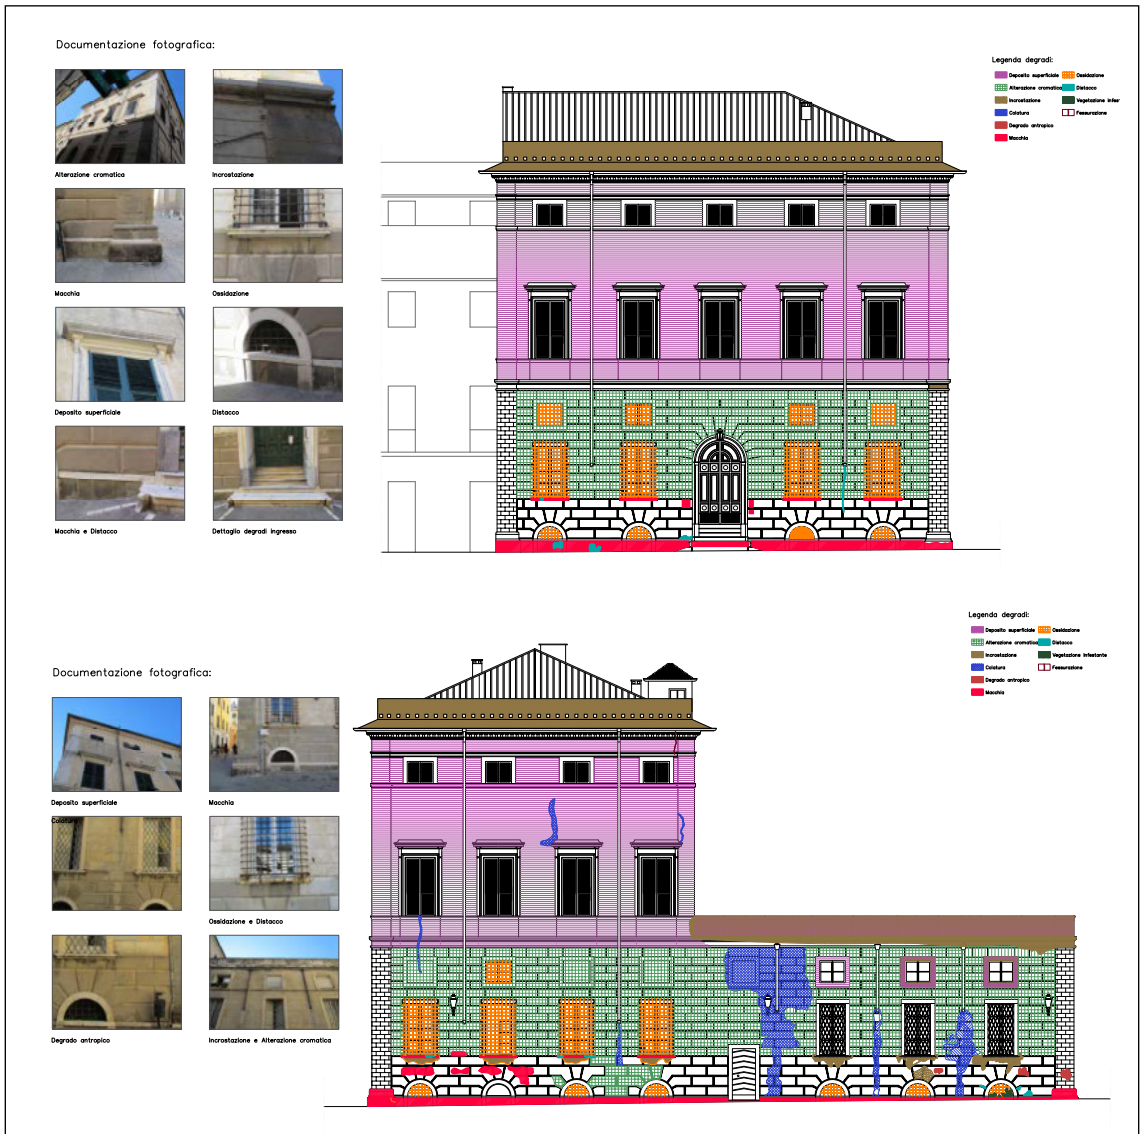 Documentazione fotografica:
Alterazione cromatica
Incrostazione
Macchia
Ossidazione
Deposito superficiale
Distacco
Macchia e Distacco
Dettaglio degradi ingresso
Legenda degradi:
Deposito superficiale
Ossidazione
Alterazione cromatica
Distacco
Incrostazione
Vegetazione infes
Colatura
Fessurazione
Degrado antropico
Macchia
Documentazione fotografica:
Deposito superficiale
Macchia
Colatura
Ossidazione e Distacco
Degrado antropico
Incrostazione e Alterazione cromatica
Legenda degradi:
Deposito superficiale
Ossidazione
Alterazione cromatica
Distacco
Incrostazione
Vegetazione infestante
Colatura
Fessurazione
Degrado antropico
Macchia